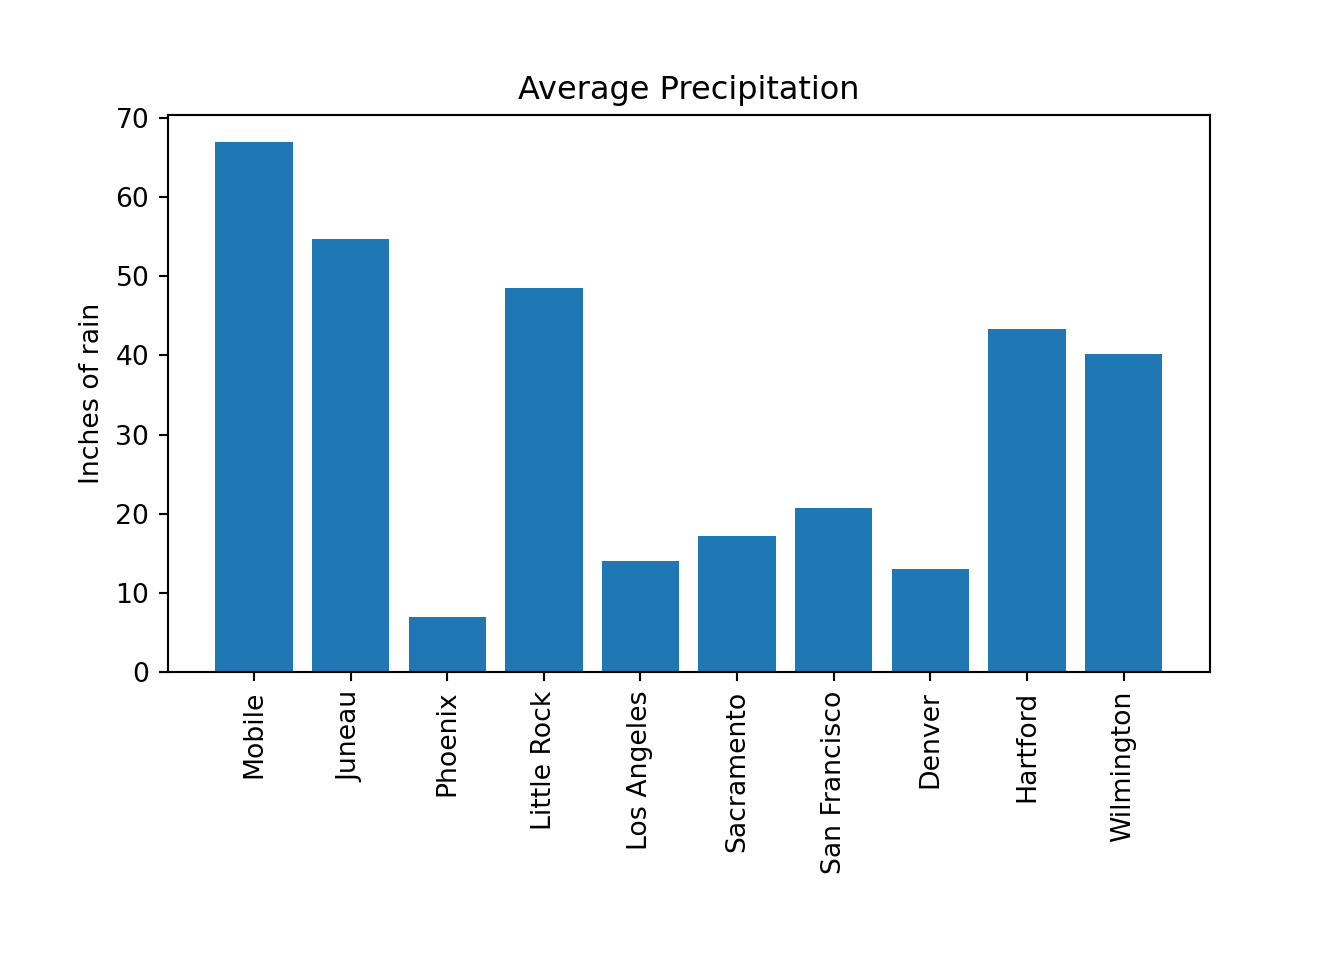 Average Precipitation
70
60
50
40
30
20
10
0
Inches of rain
Mobile
Juneau
Phoenix
Little Rock
Los Angeles
Sacramento
San Francisco
Denver
Hartford
Wilmington